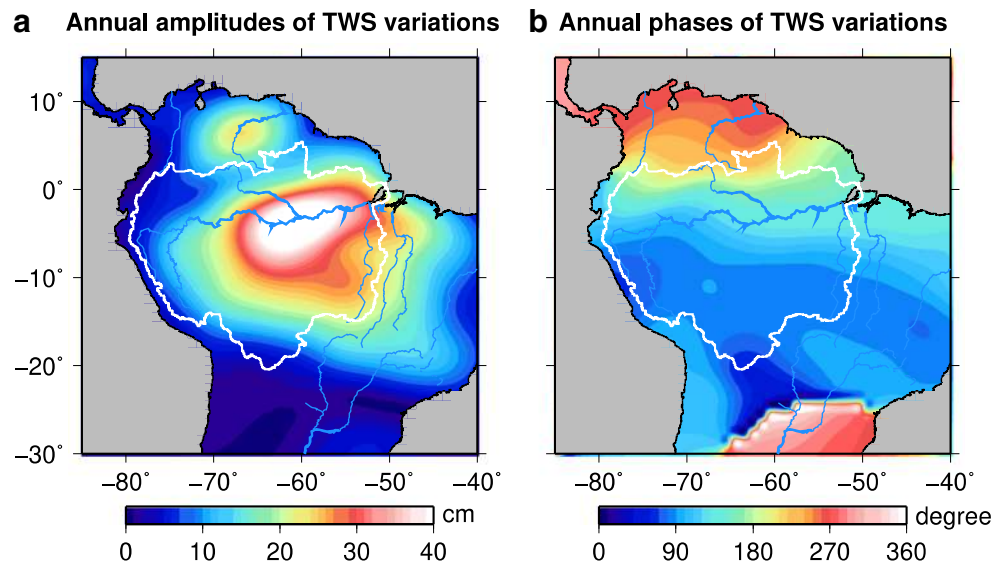 a Annual amplitudes of TWS variations
b Annual phases of TWS variations
10˚
0˚
−10˚
−20˚
−30˚
−80˚ −70˚ −60˚ −50˚ −40˚
−80˚ −70˚ −60˚ −50˚ −40˚
cm
0 10 20 30 40
degree
0 90 180 270 360